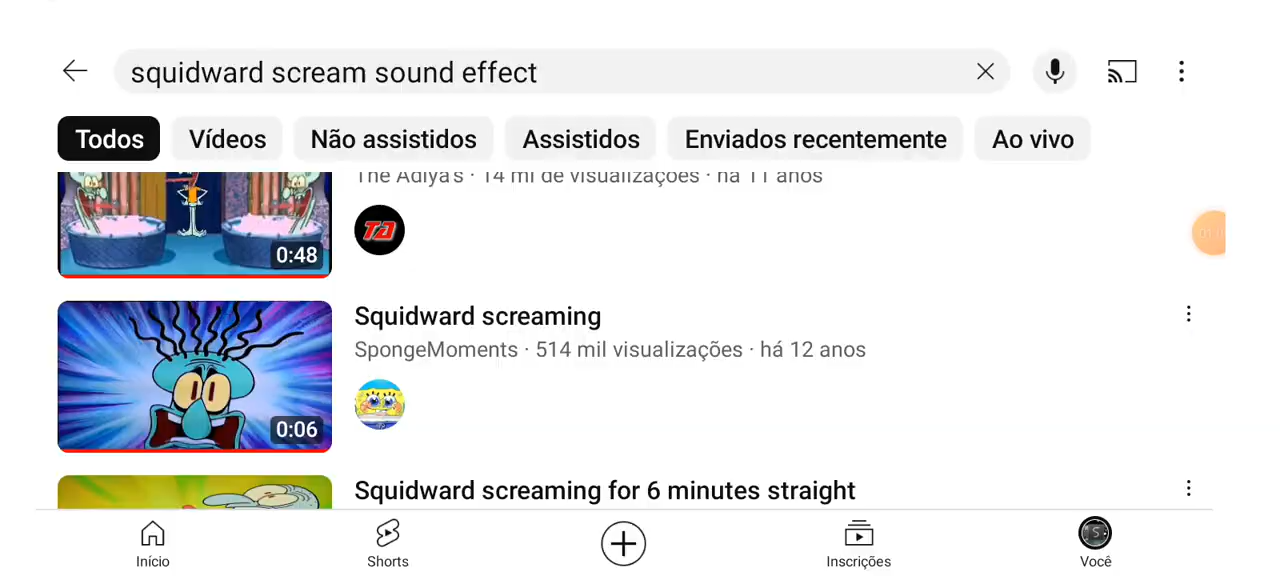 squidward scream sound effect
Todos
Vídeos
Não assistidos
Assistidos
Enviados recentemente
Ao vivo
The Adiya's · 14 mi de visualizações · há 11 anos
TA
0:48
Squidward screaming
SpongeMoments · 514 mil visualizações · há 12 anos
0:06
Squidward screaming for 6 minutes straight
Início
Shorts
Inscrições
Você